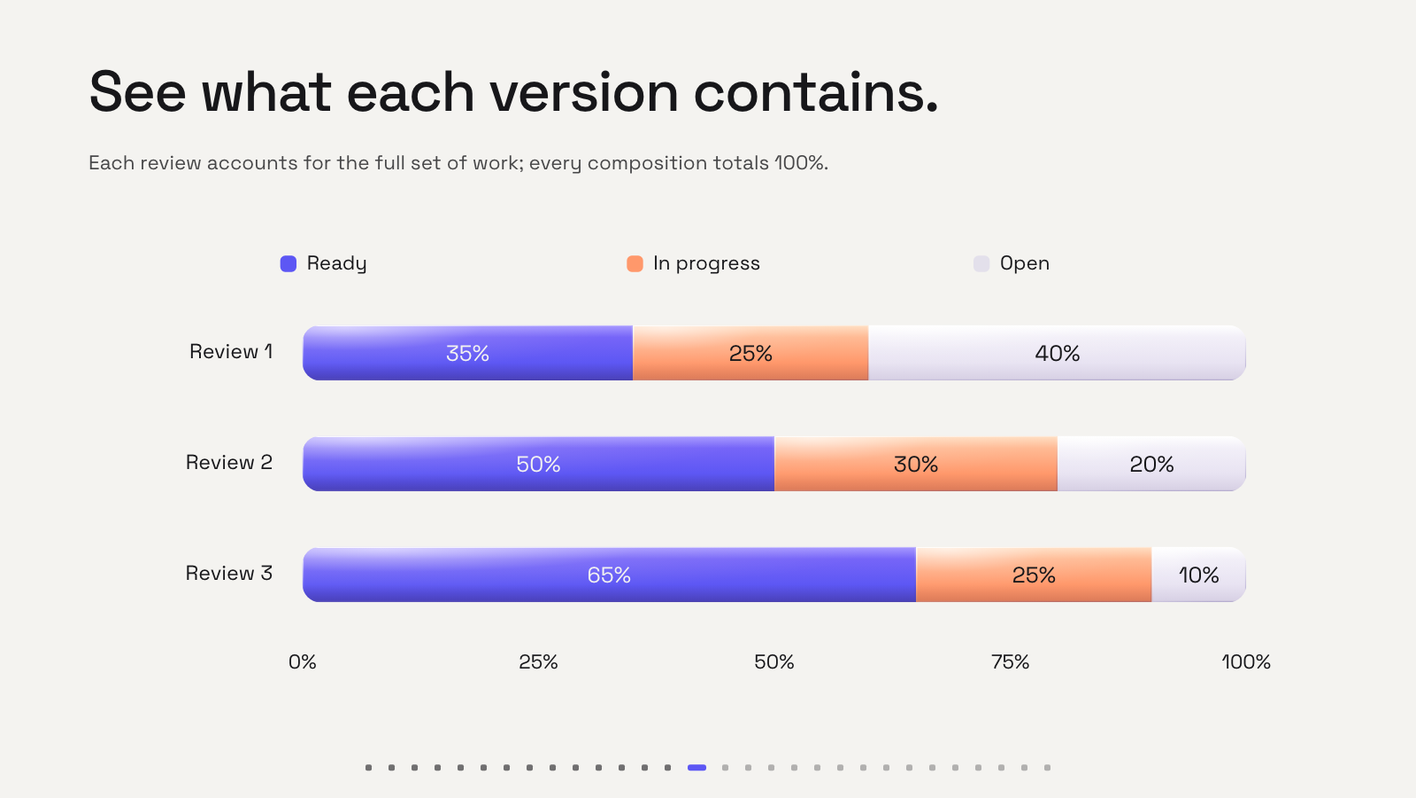 See what each version contains.
Each review accounts for the full set of work; every composition totals 100%.
Ready In progress Open
Review 1 35% 25% 40%
Review 2 50% 30% 20%
Review 3 65% 25% 10%
0% 25% 50% 75% 100%